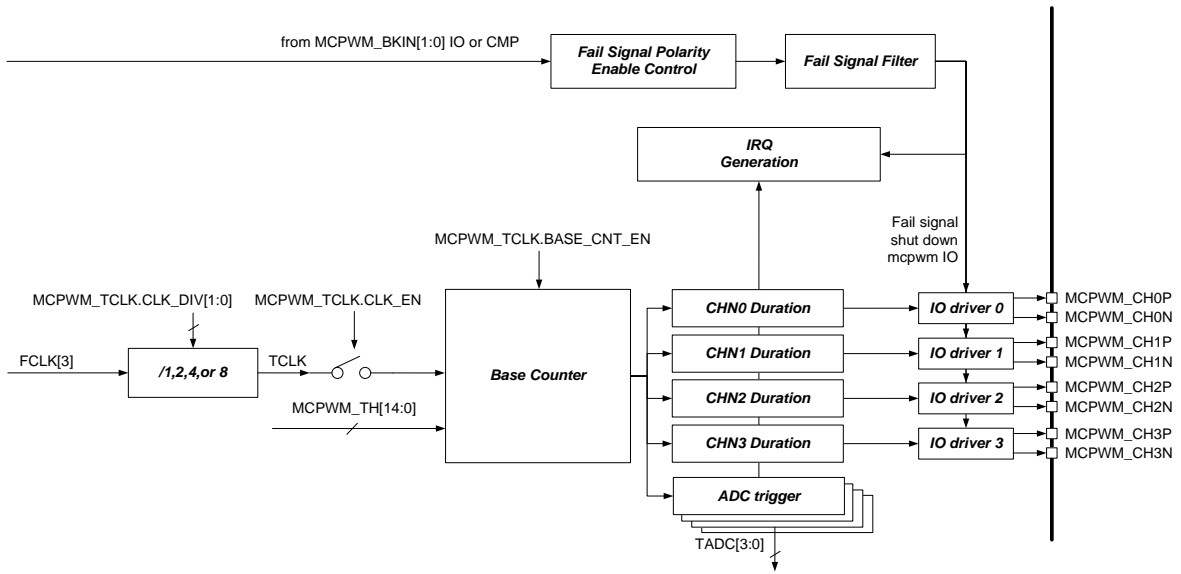 from MCPWM_BKIN[1:0] IO or CMP
Fail Signal Polarity
Enable Control
Fail Signal Filter
IRQ
Generation
Fail signal
shut down
mcpwm IO
MCPWM_TCLK.BASE_CNT_EN
MCPWM_TCLK.CLK_DIV[1:0]
MCPWM_TCLK.CLK_EN
FCLK[3]
/1,2,4,or 8
TCLK
MCPWM_TH[14:0]
Base Counter
CHN0 Duration
IO driver 0
MCPWM_CH0P
MCPWM_CH0N
CHN1 Duration
IO driver 1
MCPWM_CH1P
MCPWM_CH1N
CHN2 Duration
IO driver 2
MCPWM_CH2P
MCPWM_CH2N
CHN3 Duration
IO driver 3
MCPWM_CH3P
MCPWM_CH3N
ADC trigger
TADC[3:0]